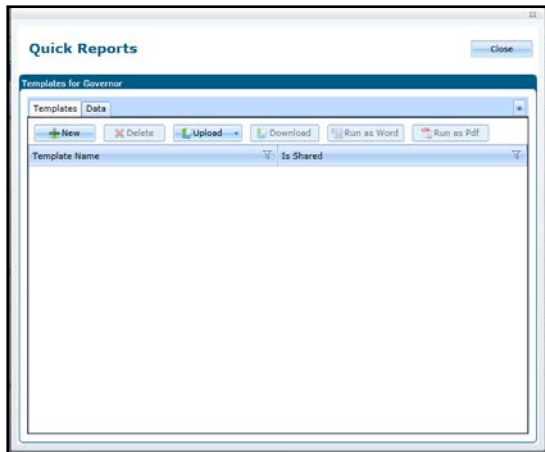 Quick Reports
Close
Templates for Governor
Templates Data
New Delete Upload Download Run as Word Run as Pdf
Template Name Is Shared